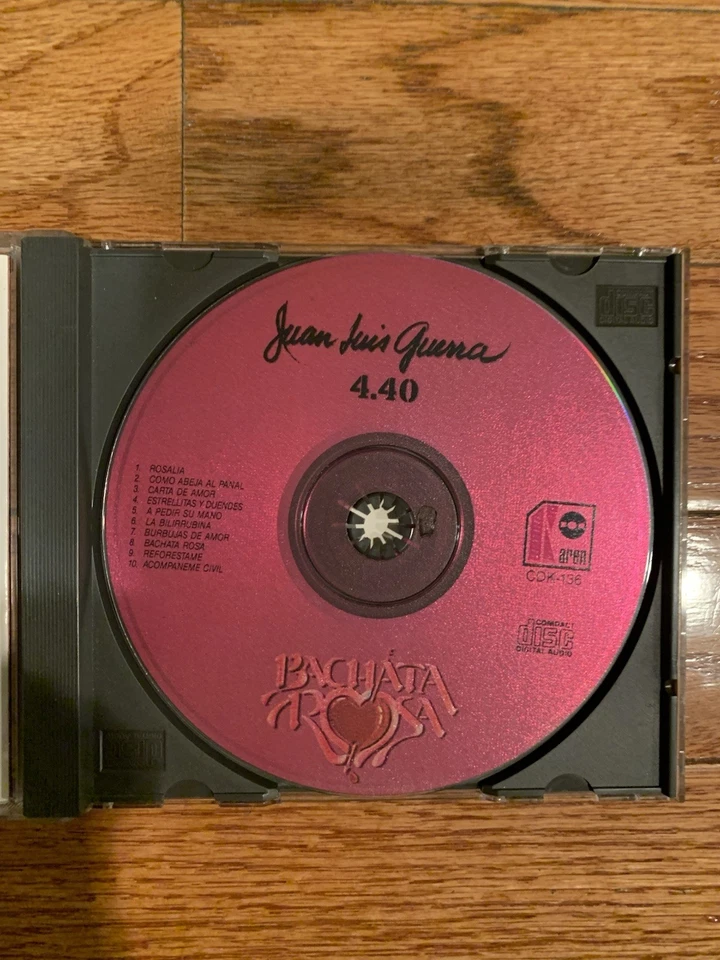 Juan Luis Guerra
4.40
1. ROSALIA
2. COMO ABEJA AL PANAL
3. CARTA DE AMOR
4. ESTRELLITAS Y DUENDES
5. A PEDIR SU MANO
6. LA BILIRRUBINA
7. BURBUJAS DE AMOR
8. BACHATA ROSA
9. REFORESTAME
10. ACOMPANEME CIVIL
Karen
CDK-136
COMPACT
disc
DIGITAL AUDIO
BACHATA
ROSA
disc